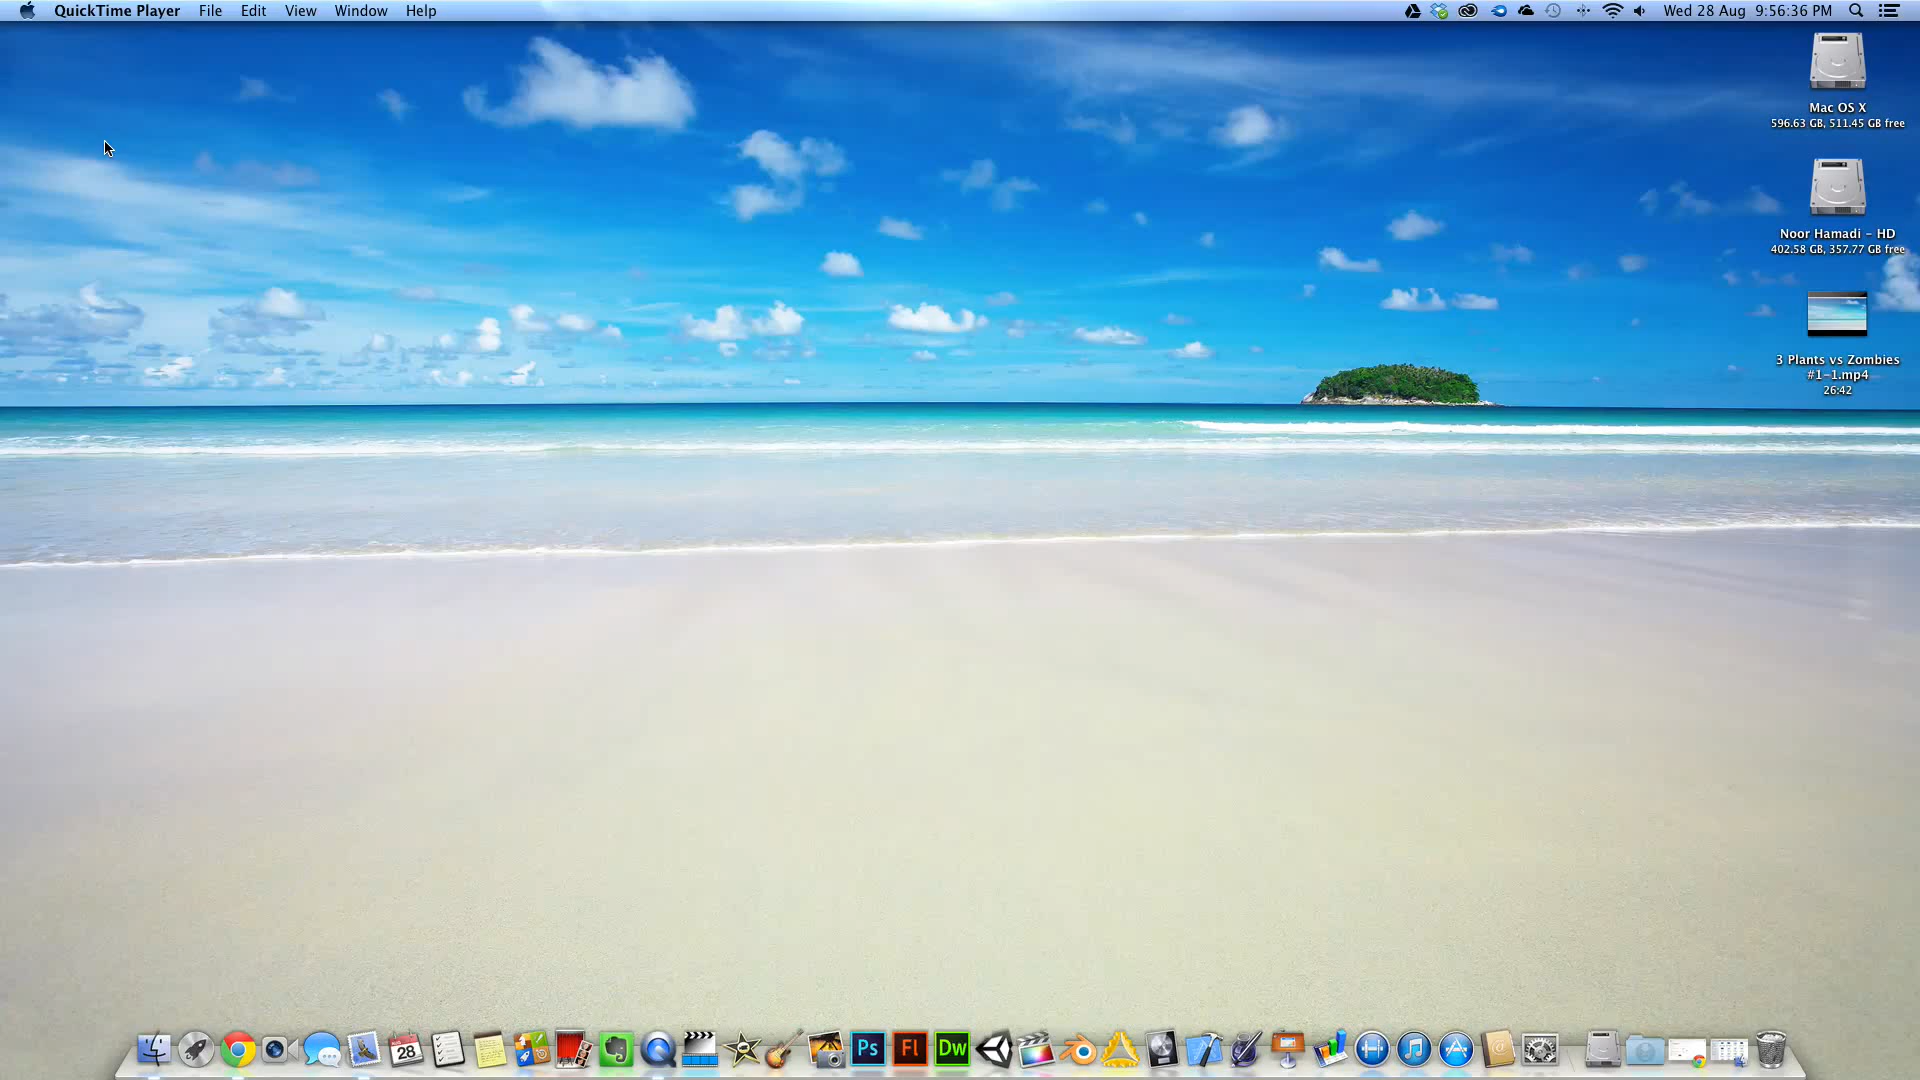 QuickTime Player File Edit View Window Help Wed 28 Aug 9:56:36 PM
Mac OS X
596.63 GB, 511.45 GB free
Noor Hamadi - HD
402.58 GB, 357.77 GB free
3 Plants vs Zombies
#1-1.mp4
26:42
28 Ps Fl Dw